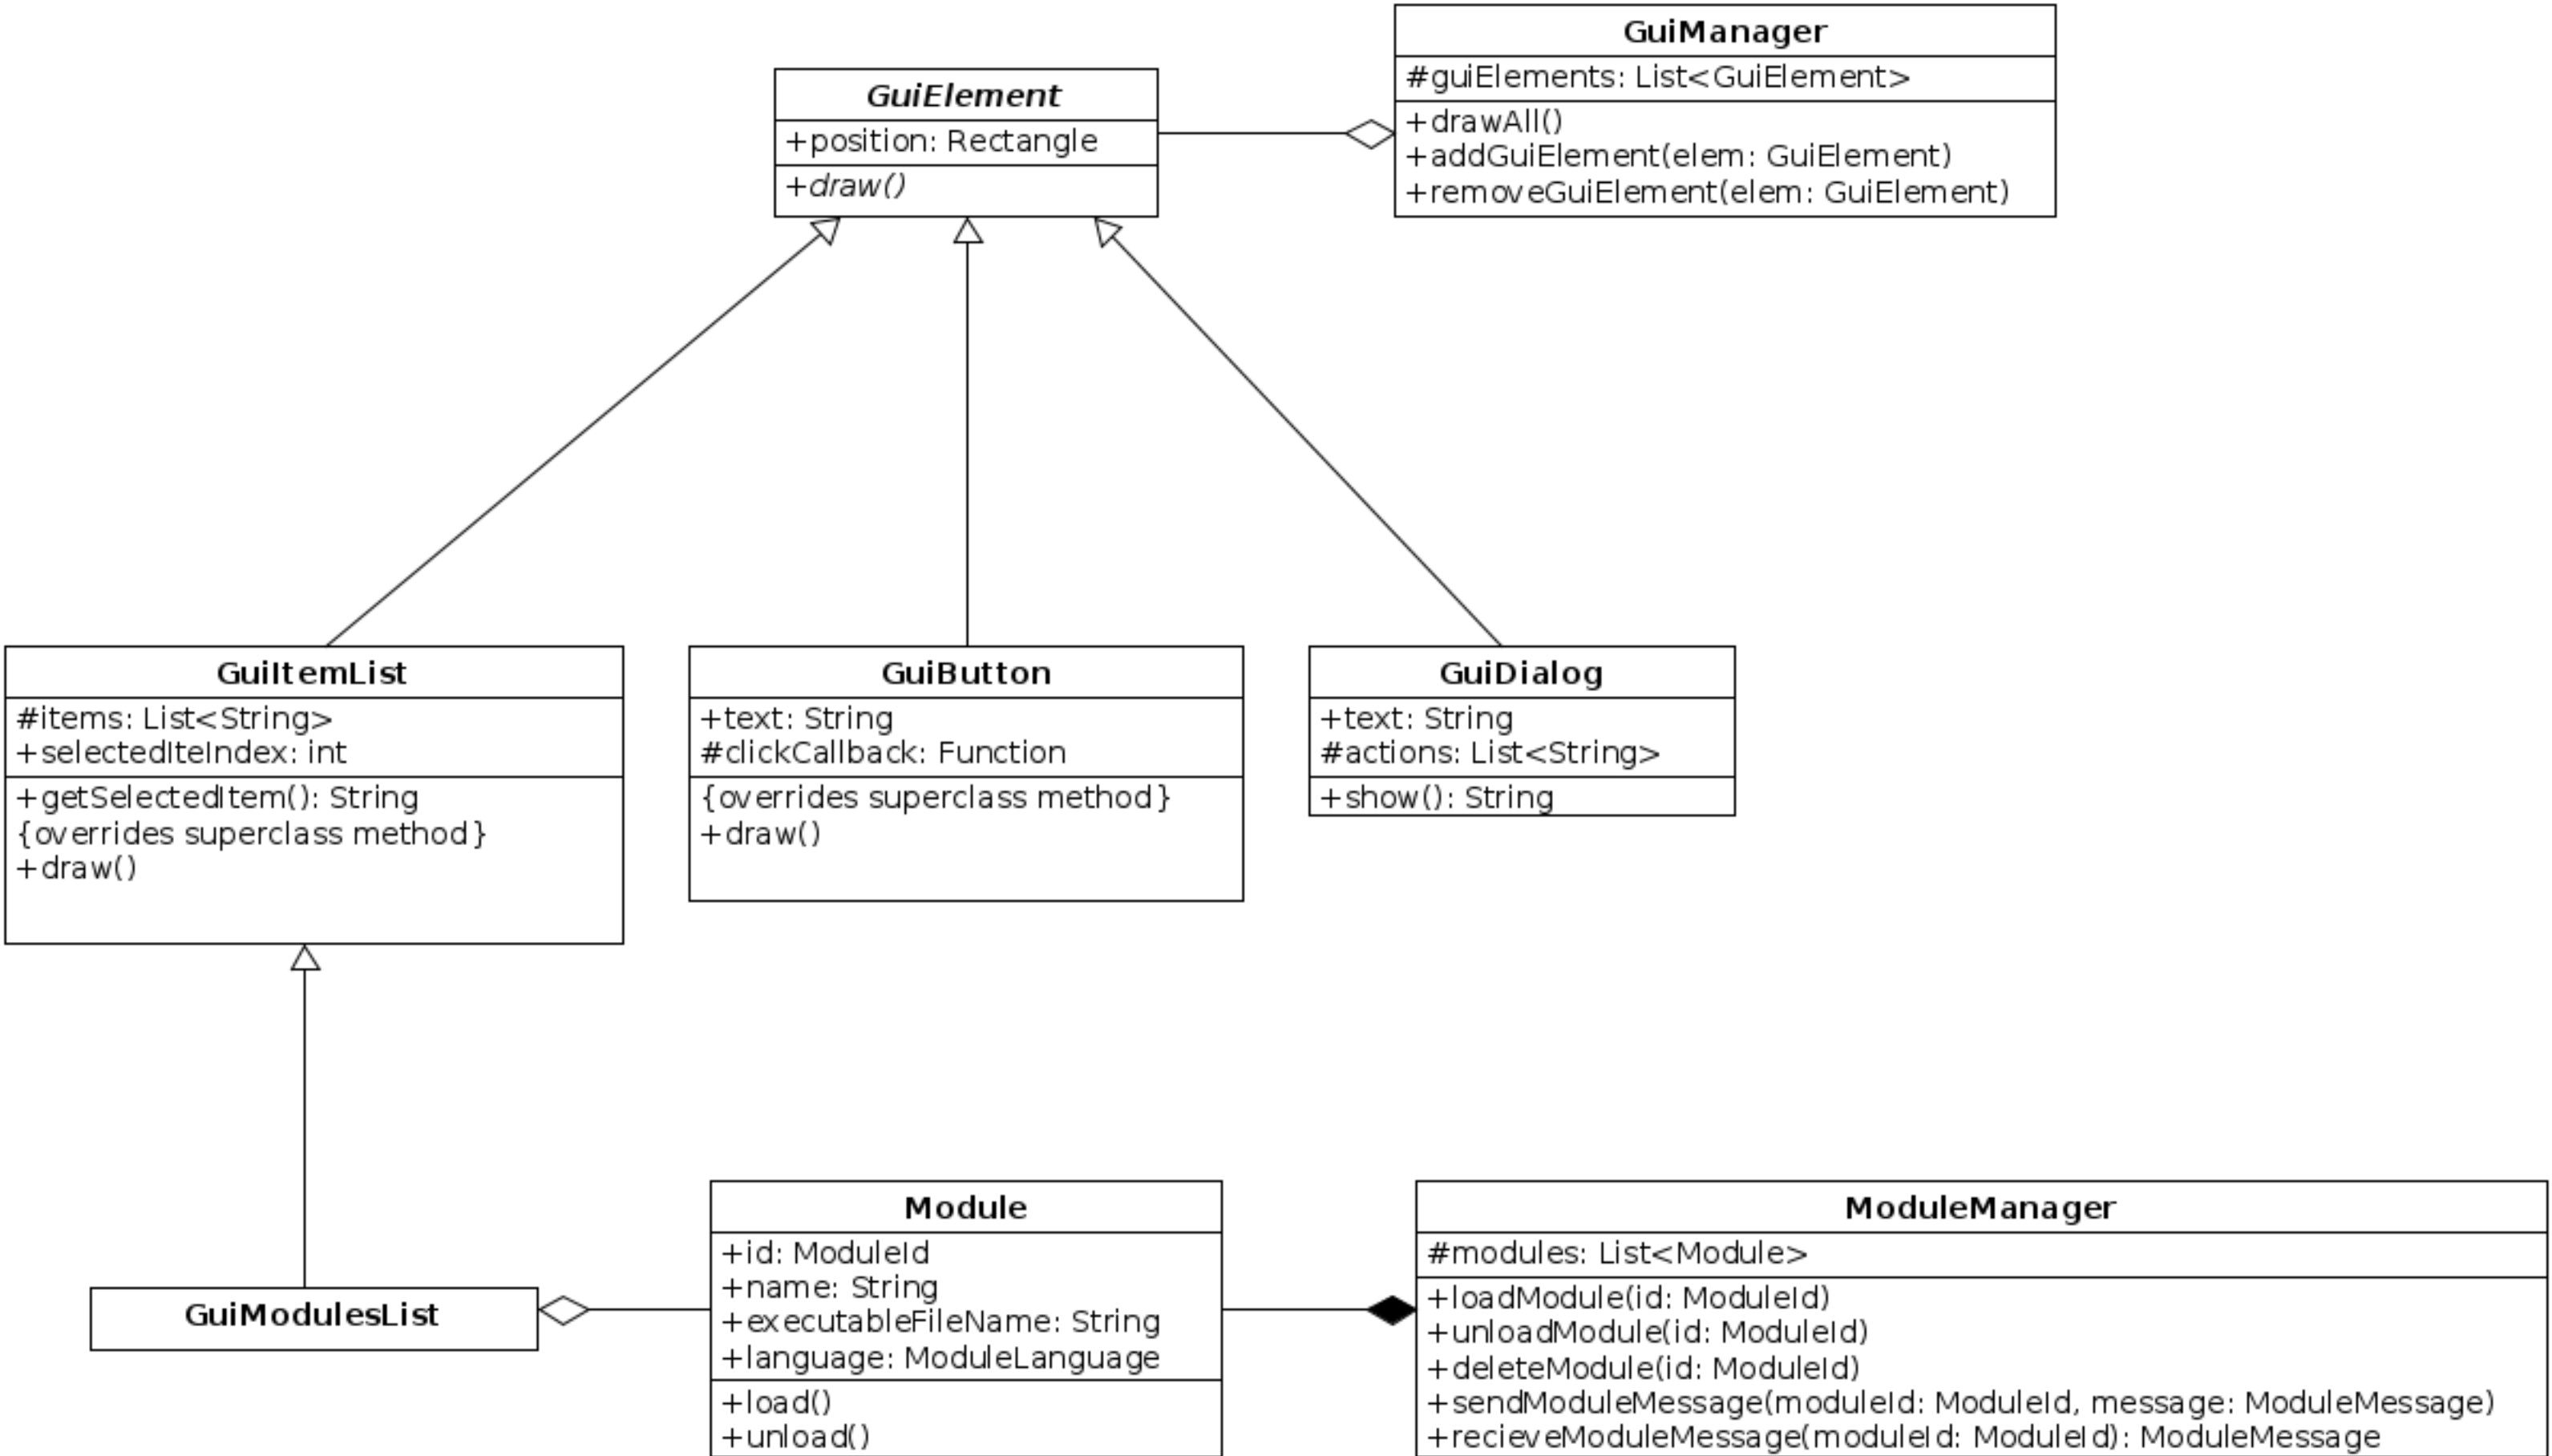 GuiManager
#guiElements: List<GuiElement>
+drawAll()
+addGuiElement(elem: GuiElement)
+removeGuiElement(elem: GuiElement)
GuiElement
+position: Rectangle
+draw()
GuiItemList
#items: List<String>
+selectedIteIndex: int
+getSelectedItem(): String
{overrides superclass method}
+draw()
GuiButton
+text: String
#clickCallback: Function
{overrides superclass method}
+draw()
GuiDialog
+text: String
#actions: List<String>
+show(): String
GuiModulesList
Module
+id: ModuleId
+name: String
+executableFileName: String
+language: ModuleLanguage
+load()
+unload()
ModuleManager
#modules: List<Module>
+loadModule(id: ModuleId)
+unloadModule(id: ModuleId)
+deleteModule(id: ModuleId)
+sendModuleMessage(moduleId: ModuleId, message: ModuleMessage)
+recieveModuleMessage(moduleId: ModuleId): ModuleMessage